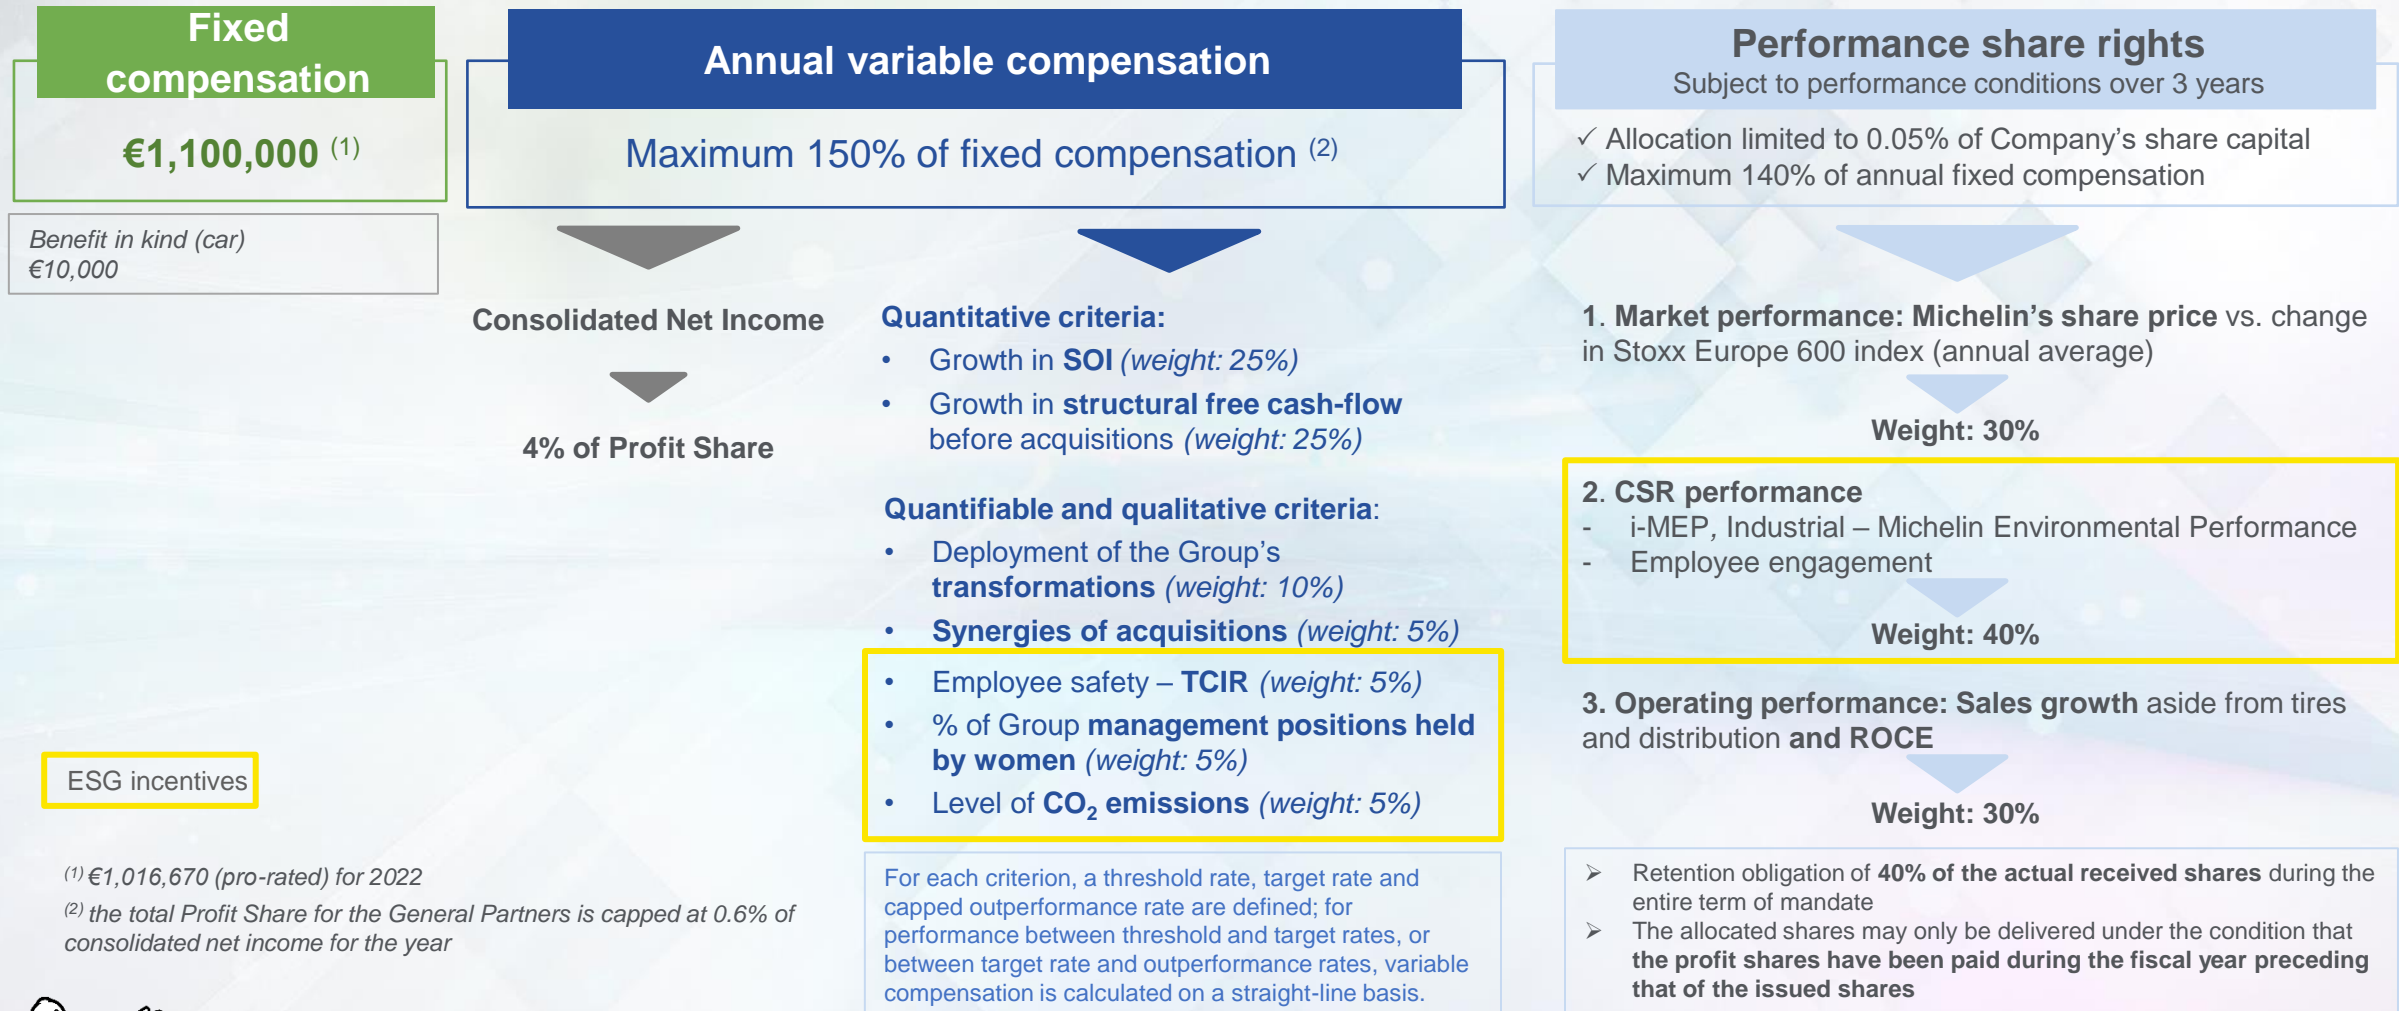 Fixed
compensation
€1,100,000 (1)
Benefit in kind (car)
€10,000
Annual variable compensation
Maximum 150% of fixed compensation (2)
Consolidated Net Income
4% of Profit Share
Quantitative criteria:
• Growth in SOI (weight: 25%)
• Growth in structural free cash-flow
before acquisitions (weight: 25%)
Quantifiable and qualitative criteria:
• Deployment of the Group's
transformations (weight: 10%)
• Synergies of acquisitions (weight: 5%)
• Employee safety – TCIR (weight: 5%)
• % of Group management positions held
by women (weight: 5%)
• Level of CO2 emissions (weight: 5%)
For each criterion, a threshold rate, target rate and
capped outperformance rate are defined; for
performance between threshold and target rates, or
between target rate and outperformance rates, variable
compensation is calculated on a straight-line basis.
Performance share rights
Subject to performance conditions over 3 years
✓ Allocation limited to 0.05% of Company's share capital
✓ Maximum 140% of annual fixed compensation
1. Market performance: Michelin's share price vs. change
in Stoxx Europe 600 index (annual average)
Weight: 30%
2. CSR performance
- i-MEP, Industrial – Michelin Environmental Performance
- Employee engagement
Weight: 40%
3. Operating performance: Sales growth aside from tires
and distribution and ROCE
Weight: 30%
➢ Retention obligation of 40% of the actual received shares during the
entire term of mandate
➢ The allocated shares may only be delivered under the condition that
the profit shares have been paid during the fiscal year preceding
that of the issued shares
ESG incentives
(1) €1,016,670 (pro-rated) for 2022
(2) the total Profit Share for the General Partners is capped at 0.6% of
consolidated net income for the year